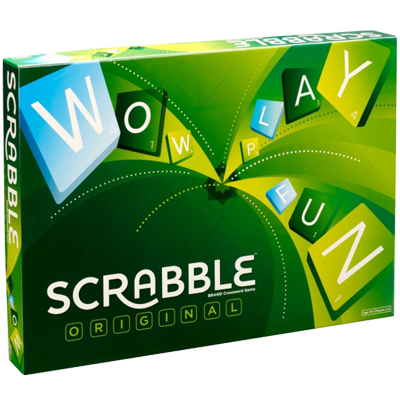 SCRABBLE
WOW
PLAY
FUN
SCRABBLE
BRAND Crossword Game
ORIGINAL